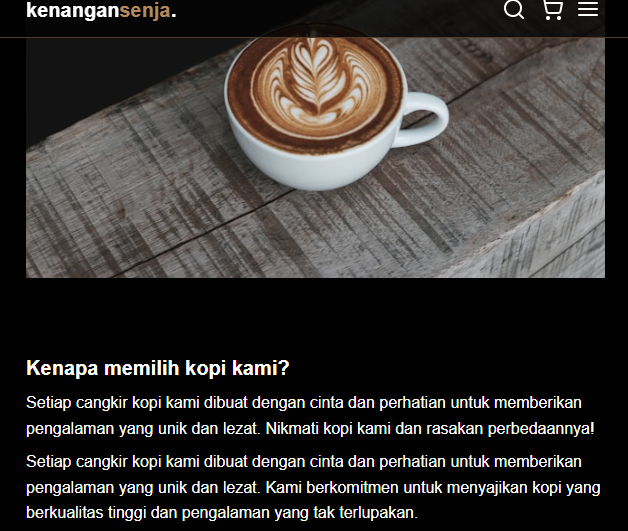 kenangansenja.
Kenapa memilih kopi kami?
Setiap cangkir kopi kami dibuat dengan cinta dan perhatian untuk memberikan
pengalaman yang unik dan lezat. Nikmati kopi kami dan rasakan perbedaannya!
Setiap cangkir kopi kami dibuat dengan cinta dan perhatian untuk memberikan
pengalaman yang unik dan lezat. Kami berkomitmen untuk menyajikan kopi yang
berkualitas tinggi dan pengalaman yang tak terlupakan.